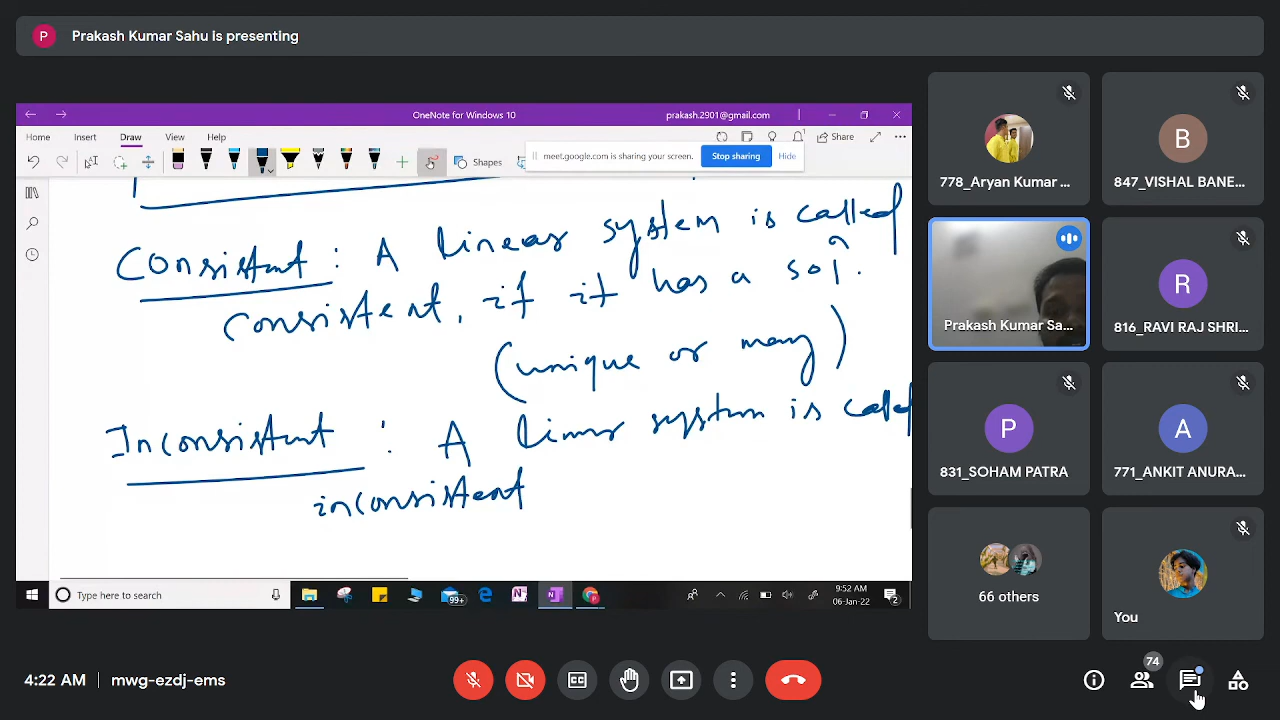 P Prakash Kumar Sahu is presenting
OneNote for Windows 10
prakash.2901@gmail.com
Home Insert Draw View Help
Share
meet.google.com is sharing your screen. Stop sharing Hide
Shapes
Consistent : A linear system is called
consistent, if it has a solⁿ.
(unique or many)
Inconsistent : A linear system is called
inconsistent
Type here to search
99+
9:52 AM
06-Jan-22
2
778_Aryan Kumar ...
B
847_VISHAL BANE...
Prakash Kumar Sa...
R
816_RAVI RAJ SHRI...
P
831_SOHAM PATRA
A
771_ANKIT ANURA...
66 others
You
4:22 AM | mwg-ezdj-ems
74